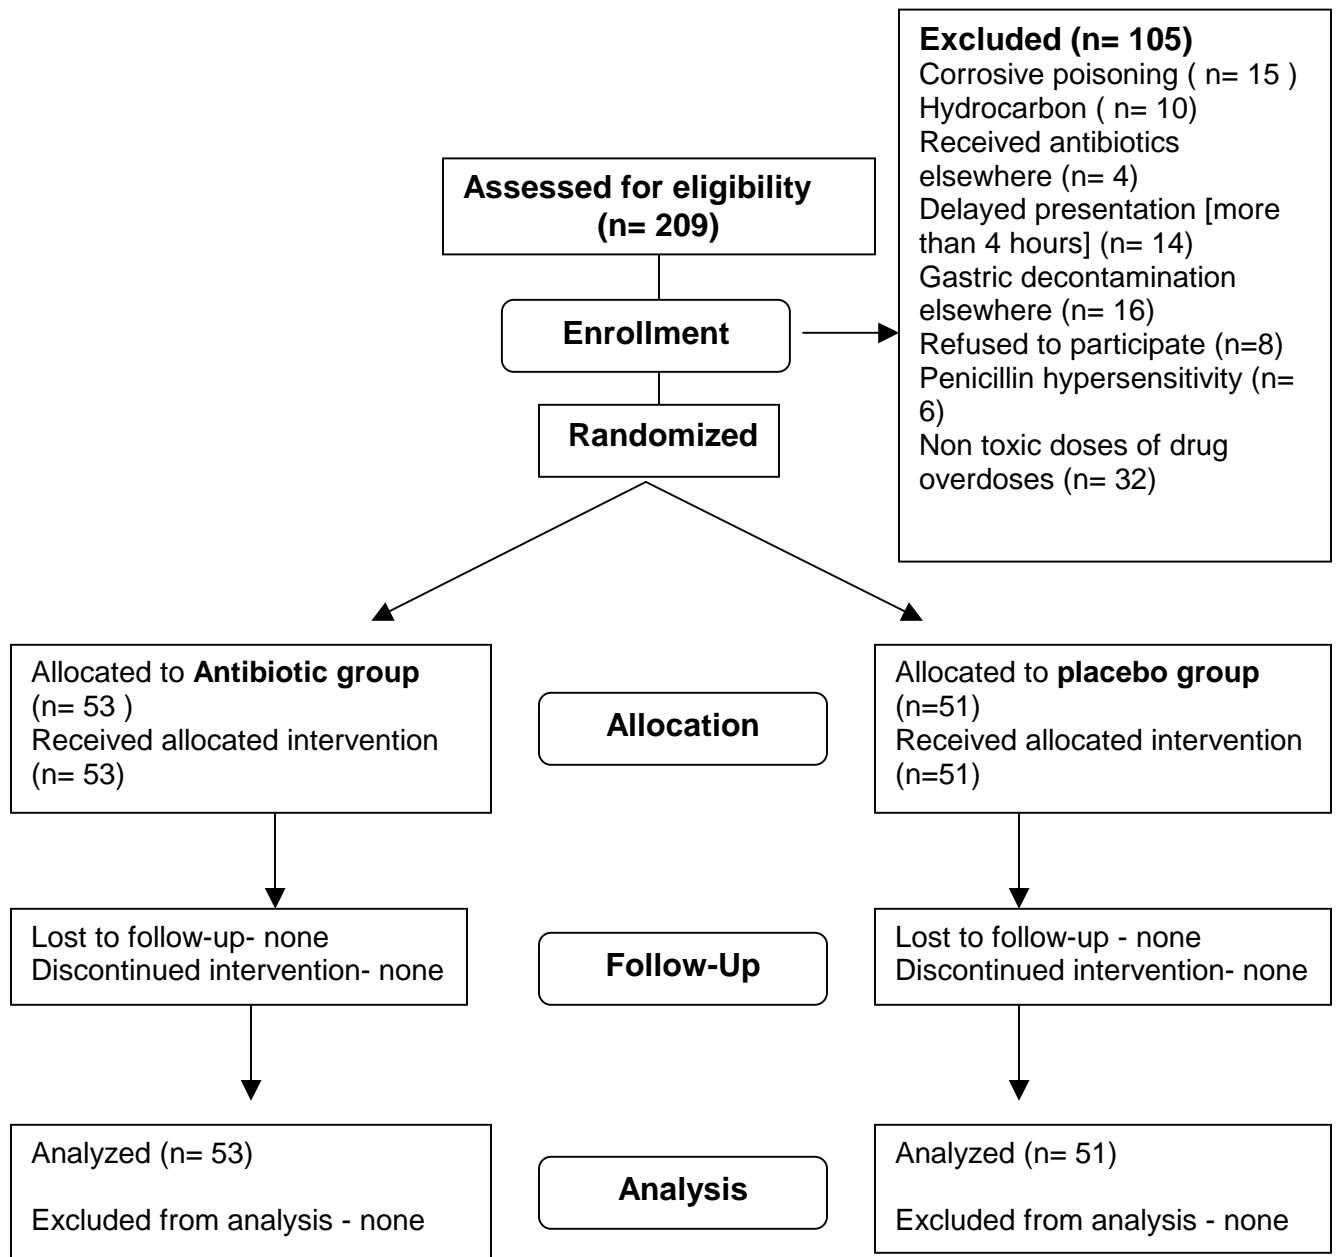 Excluded (n= 105)
Corrosive poisoning ( n= 15 )
Hydrocarbon ( n= 10)
Received antibiotics
elsewhere (n= 4)
Delayed presentation [more
than 4 hours] (n= 14)
Gastric decontamination
elsewhere (n= 16)
Refused to participate (n=8)
Penicillin hypersensitivity (n=
6)
Non toxic doses of drug
overdoses (n= 32)
Assessed for eligibility
(n= 209)
Enrollment
Randomized
Allocated to Antibiotic group
(n= 53 )
Received allocated intervention
(n= 53)
Allocation
Allocated to placebo group
(n=51)
Received allocated intervention
(n=51)
Lost to follow-up- none
Discontinued intervention- none
Follow-Up
Lost to follow-up - none
Discontinued intervention- none
Analyzed (n= 53)
Excluded from analysis - none
Analysis
Analyzed (n= 51)
Excluded from analysis - none